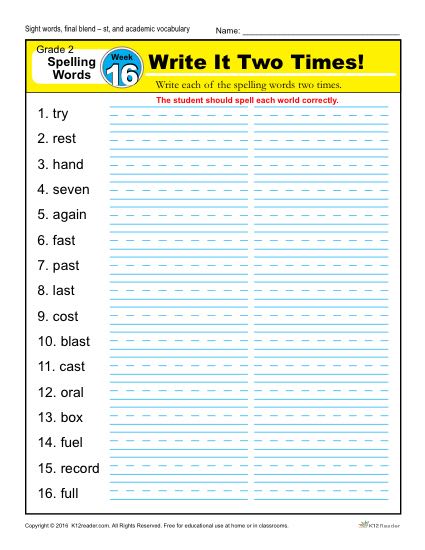 Sight words, final blend – st, and academic vocabulary
Name:
Grade 2
Spelling
Words
Week
16
Write It Two Times!
Write each of the spelling words two times.
The student should spell each world correctly.
1. try
2. rest
3. hand
4. seven
5. again
6. fast
7. past
8. last
9. cost
10. blast
11. cast
12. oral
13. box
14. fuel
15. record
16. full
Copyright © 2016 K12reader.com. All Rights Reserved. Free for educational use at home or in classrooms.
K12Reader